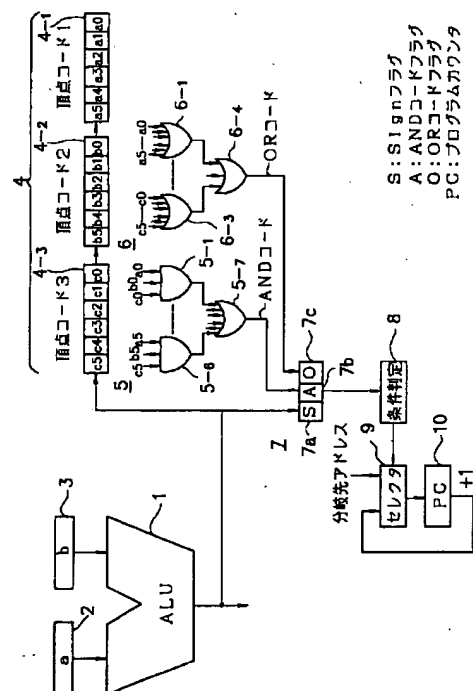 4
頂点コード3
4-3
頂点コード2
4-2
頂点コード1
4-1
c5 c4 c3 c2 c1 c0
b5 b4 b3 b2 b1 b0
a5 a4 a3 a2 a1 a0
5
c5 b5 a5
c0 b0 a0
5-1
5-6
5-7
ANDコード
6
c5—c0
a5—a0
6-1
6-3
6-4
ORコード
2
a
3
b
1
ALU
7
7a
S A O
7c
7b
8
条件判定
分岐先アドレス
9
セレクタ
10
PC
+1
S:Signフラグ
A:ANDコードフラグ
O:ORコードフラグ
PC:プログラムカウンタ